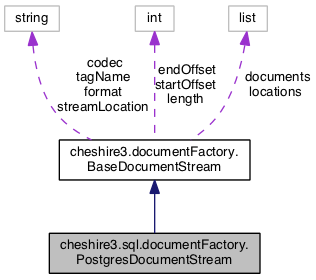 string
int
list
codec
tagName
format
streamLocation
endOffset
startOffset
length
documents
locations
cheshire3.documentFactory.
BaseDocumentStream
cheshire3.sql.documentFactory.
PostgresDocumentStream